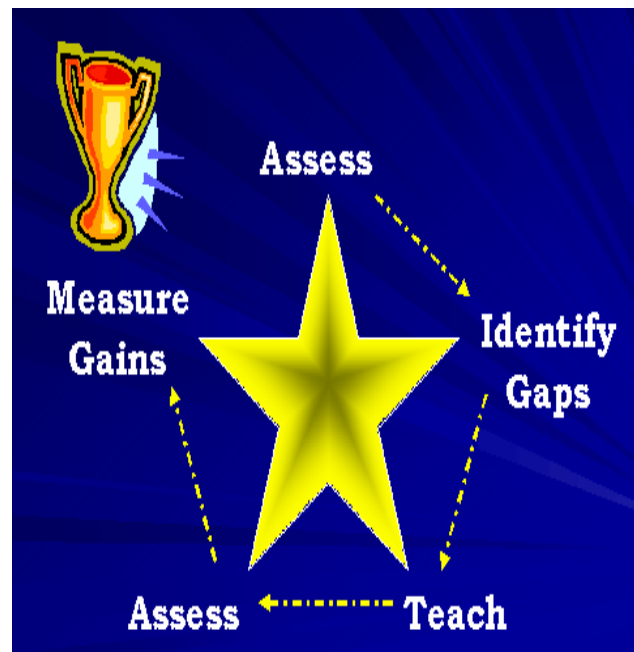 Assess
Identify
Gaps
Teach
Assess
Measure
Gains